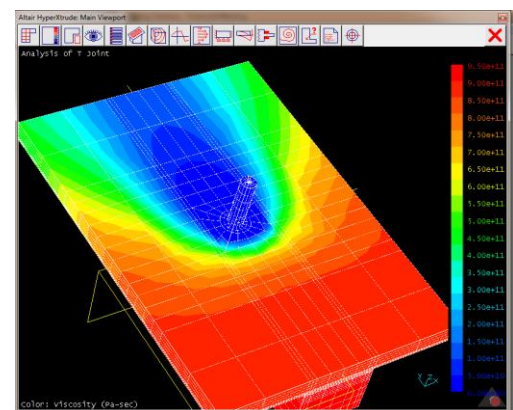 Altair HyperXtrude: Main Viewport
Analysis of T Joint
9.50e+11
9.00e+11
8.50e+11
8.00e+11
7.50e+11
7.00e+11
6.50e+11
6.00e+11
5.50e+11
5.00e+11
4.50e+11
4.00e+11
3.50e+11
3.00e+11
2.50e+11
2.00e+11
1.50e+11
1.00e+11
Color: Viscosity (Pa-sec)